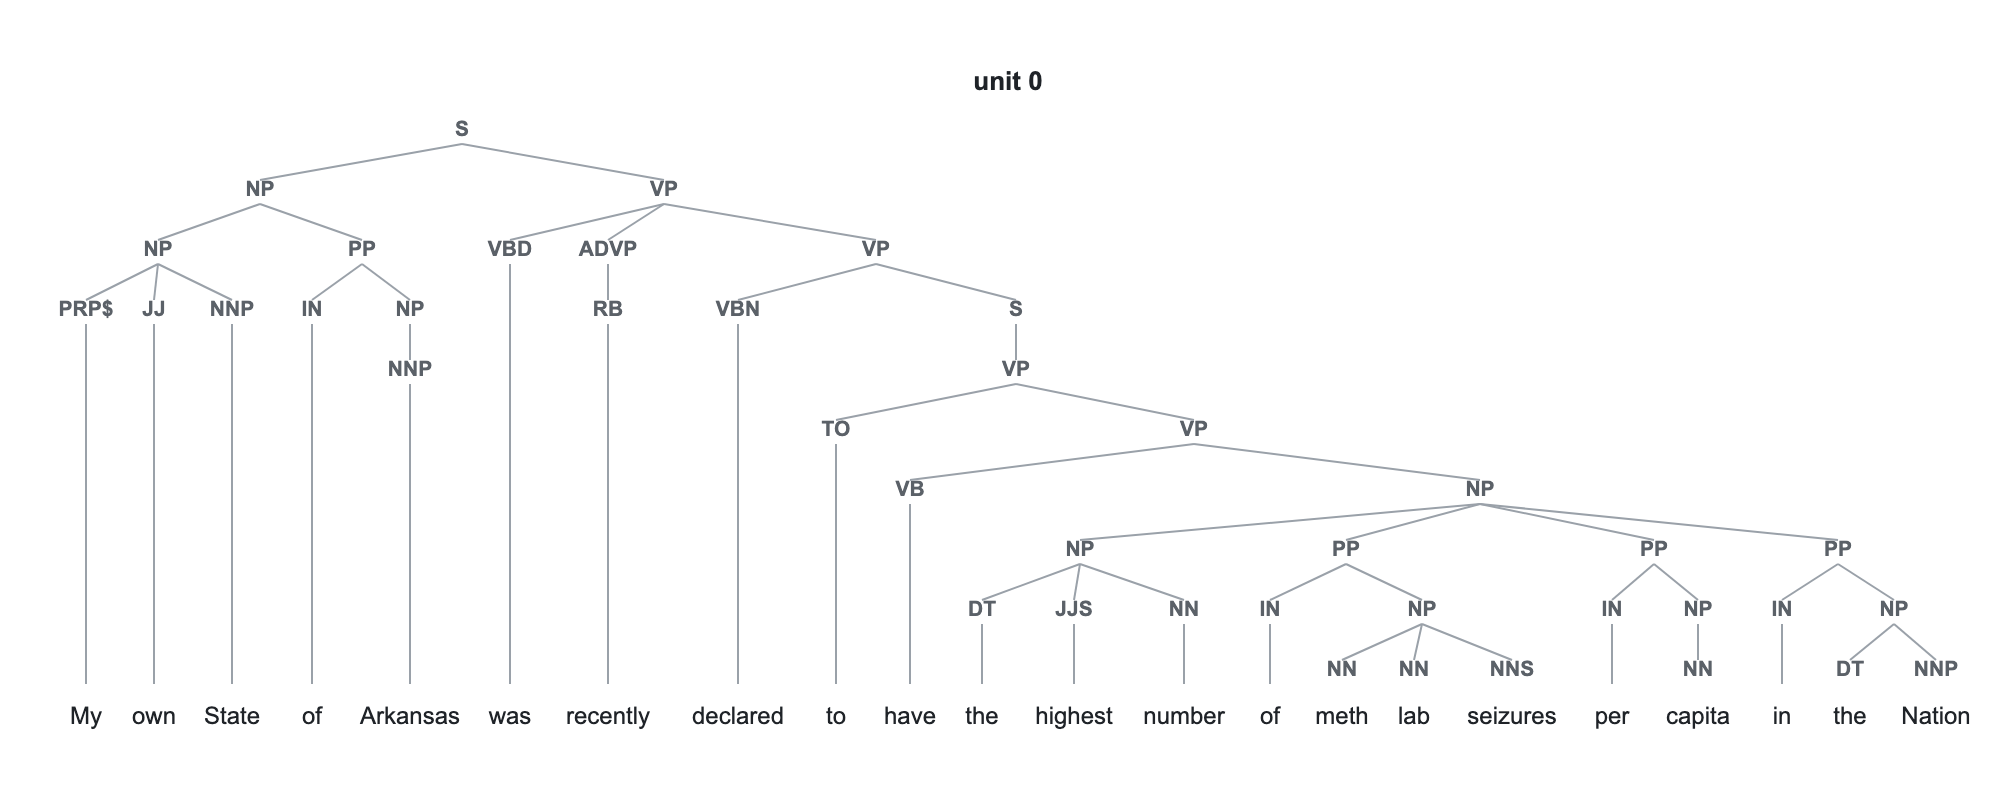 unit 0
S
NP VP
NP PP VBD ADVP VP
PRP$ JJ NNP IN NP RB VBN S
NNP VP
TO VP
VB NP
NP PP PP PP
DT JJS NN IN NP IN NP IN NP
NN NN NNS NN DT NNP
My own State of Arkansas was recently declared to have the highest number of meth lab seizures per capita in the Nation